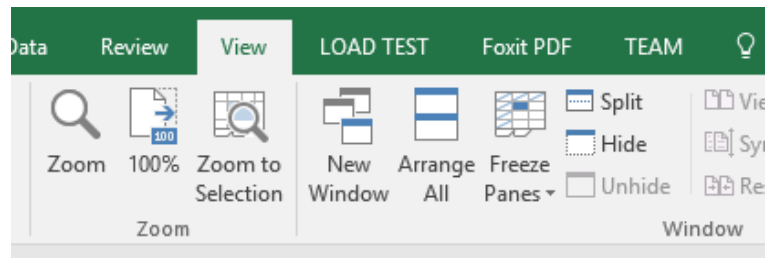 Data Review View LOAD TEST Foxit PDF TEAM
100
Zoom 100% Zoom to Selection New Window Arrange All Freeze Panes Split
Hide
Unhide
Zoom Window